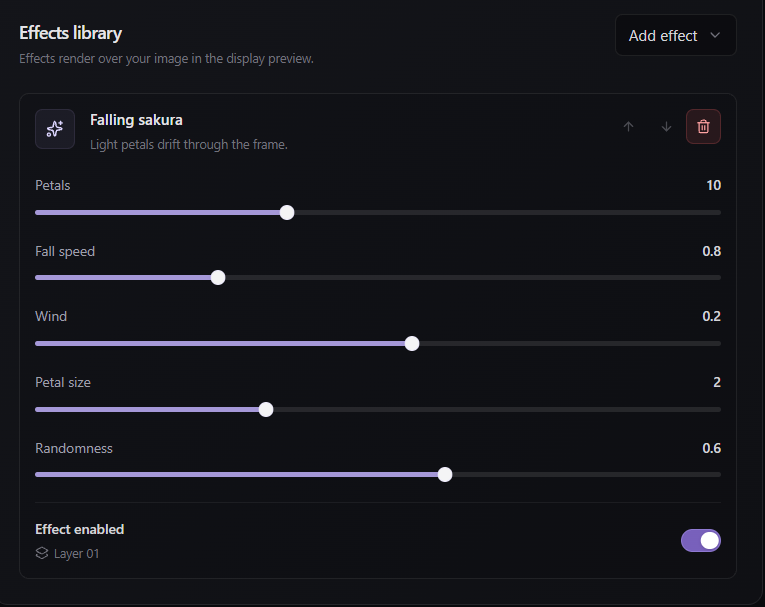 Effects library
Add effect
Effects render over your image in the display preview.
Falling sakura
Light petals drift through the frame.
Petals 10
Fall speed 0.8
Wind 0.2
Petal size 2
Randomness 0.6
Effect enabled
Layer 01